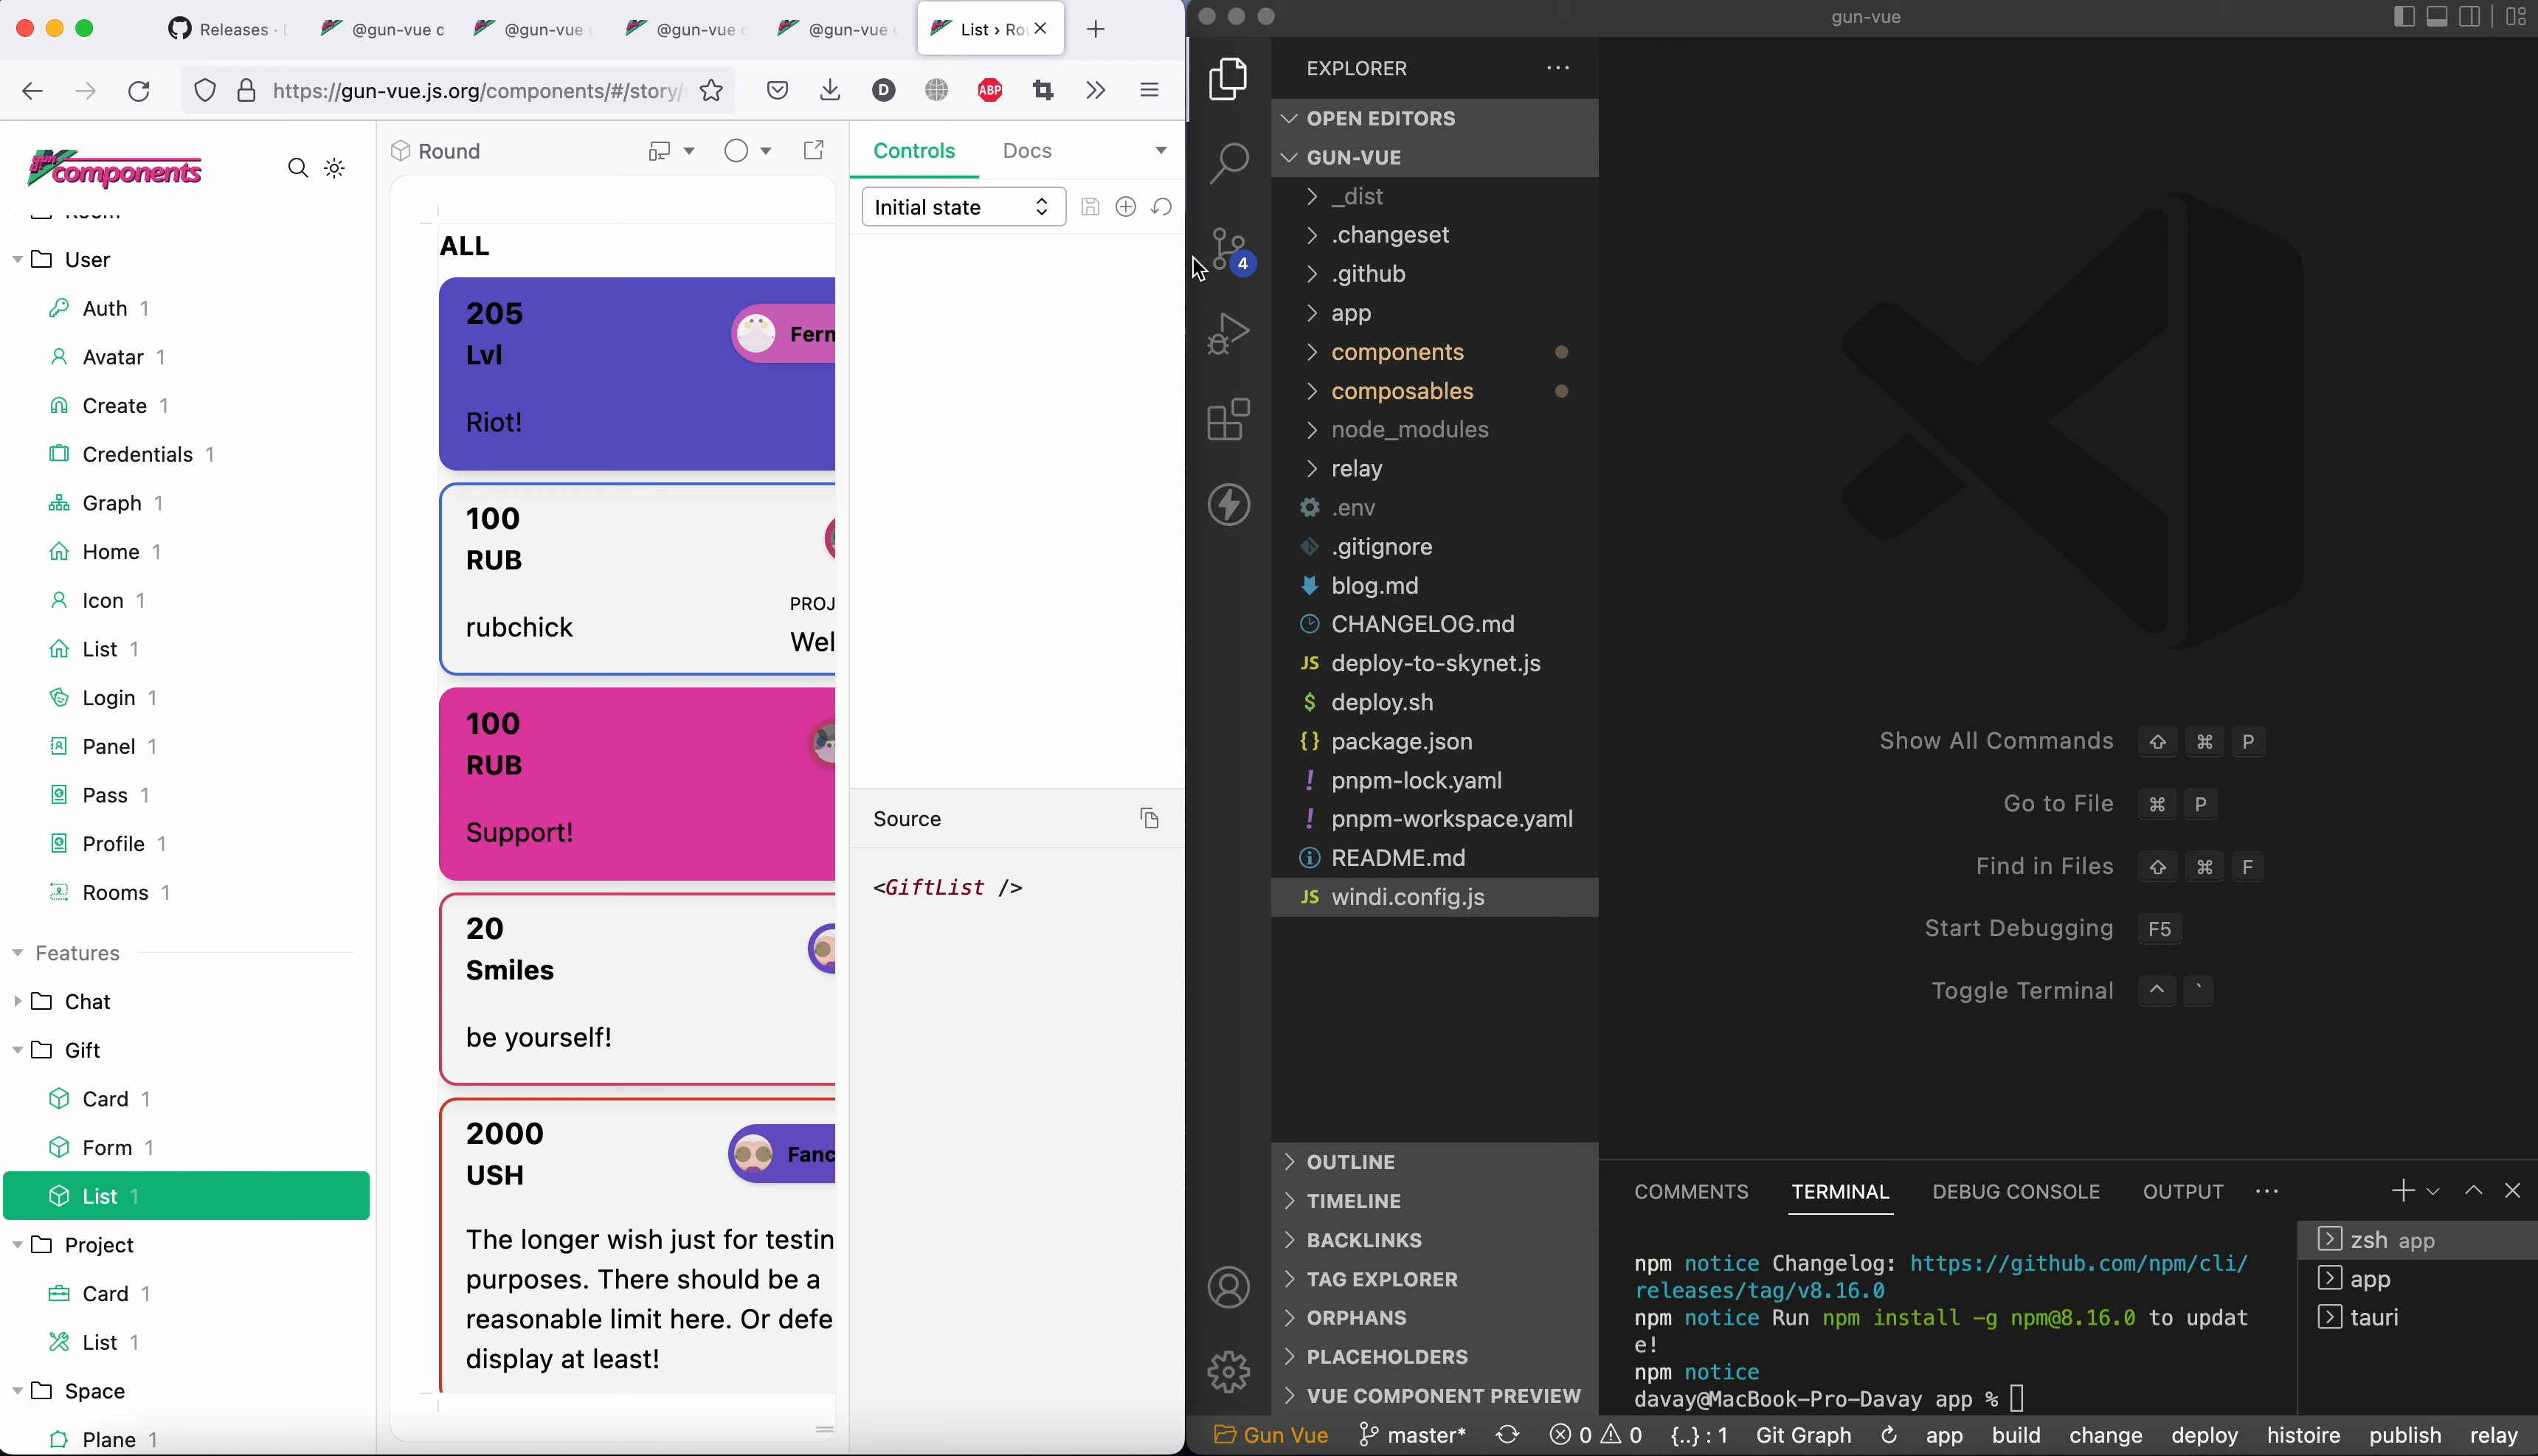 Releases
@gun-vue
@gun-vue
@gun-vue
@gun-vue
List › Rou
https://gun-vue.js.org/components/#/story/
ABP
D
gun components
User
Auth 1
Avatar 1
Create 1
Credentials 1
Graph 1
Home 1
Icon 1
List 1
Login 1
Panel 1
Pass 1
Profile 1
Rooms 1
Features
Chat
Gift
Card 1
Form 1
List 1
Project
Card 1
List 1
Space
Plane 1
Round
ALL
205
Lvl
Fern
Riot!
100
RUB
PROJ
rubchick
Wel
100
RUB
Support!
20
Smiles
be yourself!
2000
USH
Fanc
The longer wish just for testin
purposes. There should be a
reasonable limit here. Or defe
display at least!
Controls
Docs
Initial state
Source
<GiftList />
gun-vue
EXPLORER
4
OPEN EDITORS
GUN-VUE
_dist
.changeset
.github
app
components
composables
node_modules
relay
.env
.gitignore
blog.md
CHANGELOG.md
JS deploy-to-skynet.js
$ deploy.sh
{} package.json
! pnpm-lock.yaml
! pnpm-workspace.yaml
README.md
JS windi.config.js
OUTLINE
TIMELINE
BACKLINKS
TAG EXPLORER
ORPHANS
PLACEHOLDERS
VUE COMPONENT PREVIEW
Show All Commands ⇧ ⌘ P
Go to File ⌘ P
Find in Files ⇧ ⌘ F
Start Debugging F5
Toggle Terminal ^ `
COMMENTS
TERMINAL
DEBUG CONSOLE
OUTPUT
npm notice Changelog: https://github.com/npm/cli/
releases/tag/v8.16.0
npm notice Run npm install -g npm@8.16.0 to updat
e!
npm notice
davay@MacBook-Pro-Davay app %
zsh app
app
tauri
Gun Vue
master*
0
0
{..} : 1
Git Graph
app
build
change
deploy
histoire
publish
relay